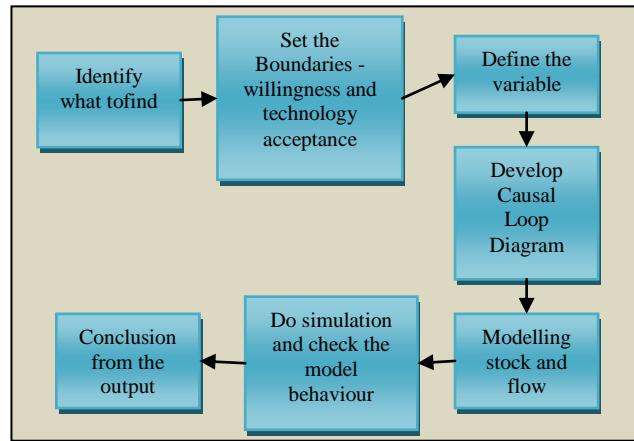 Identify
what tofind
Set the
Boundaries -
willingness and
technology
acceptance
Define the
variable
Develop
Causal
Loop
Diagram
Modelling
stock and
flow
Do simulation
and check the
model
behaviour
Conclusion
from the
output